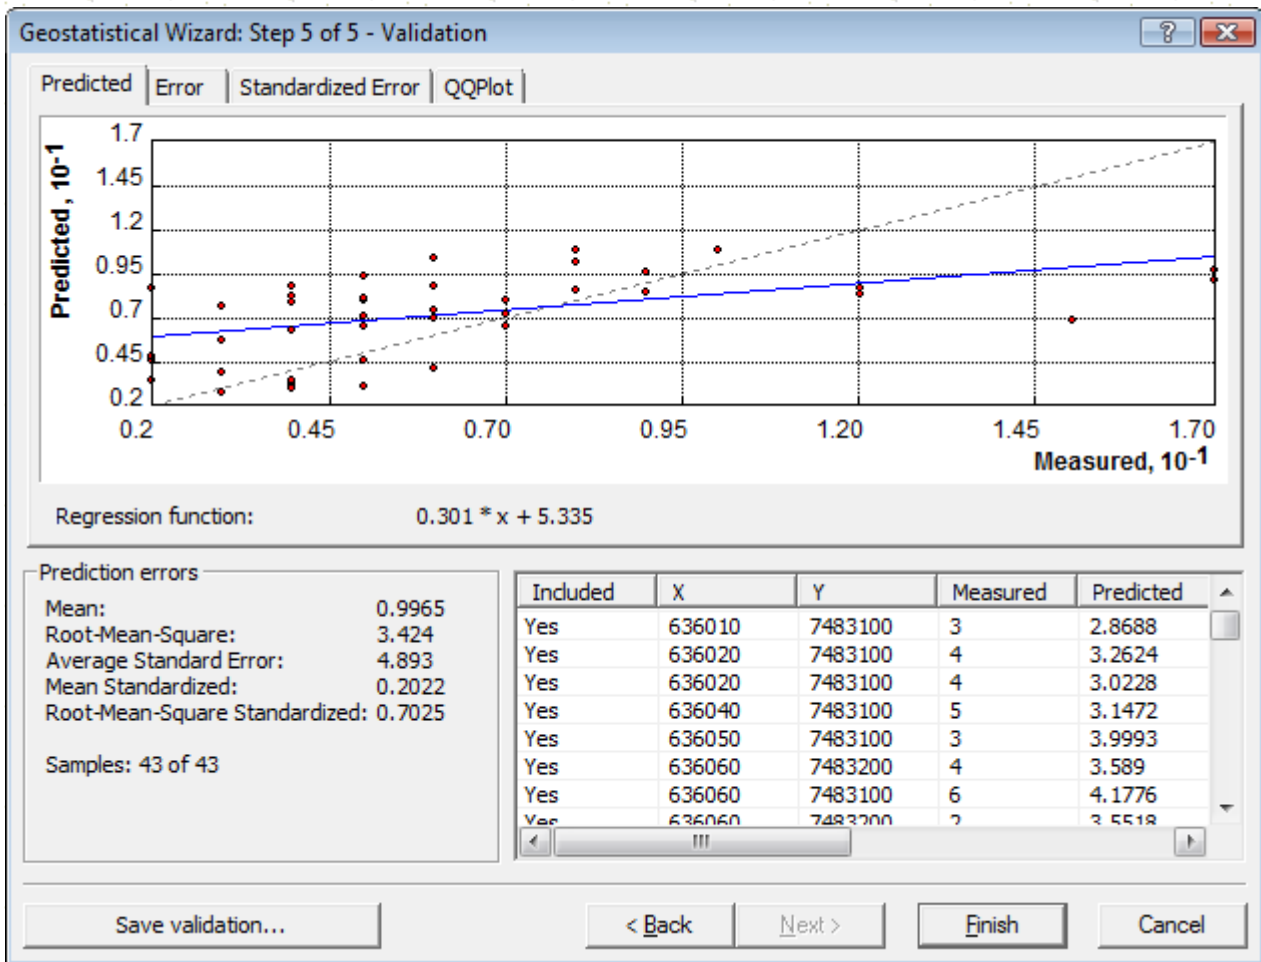 Geostatistical Wizard: Step 5 of 5 - Validation
Predicted Error Standardized Error QQPlot
Predicted, 10-1
1.7
1.45
1.2
0.95
0.7
0.45
0.2
0.2 0.45 0.70 0.95 1.20 1.45 1.70
Measured, 10-1
Regression function: 0.301 * x + 5.335
Prediction errors
Mean: 0.9965
Root-Mean-Square: 3.424
Average Standard Error: 4.893
Mean Standardized: 0.2022
Root-Mean-Square Standardized: 0.7025
Samples: 43 of 43
Included X Y Measured Predicted
Yes 636010 7483100 3 2.8688
Yes 636020 7483100 4 3.2624
Yes 636020 7483100 4 3.0228
Yes 636040 7483100 5 3.1472
Yes 636050 7483100 3 3.9993
Yes 636060 7483200 4 3.589
Yes 636060 7483100 6 4.1776
Yes 636060 7483200 2 3.5518
Save validation... < Back Next > Finish Cancel